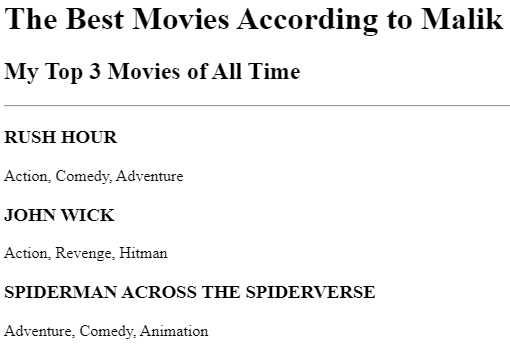 The Best Movies According to Malik
My Top 3 Movies of All Time
RUSH HOUR
Action, Comedy, Adventure
JOHN WICK
Action, Revenge, Hitman
SPIDERMAN ACROSS THE SPIDERVERSE
Adventure, Comedy, Animation